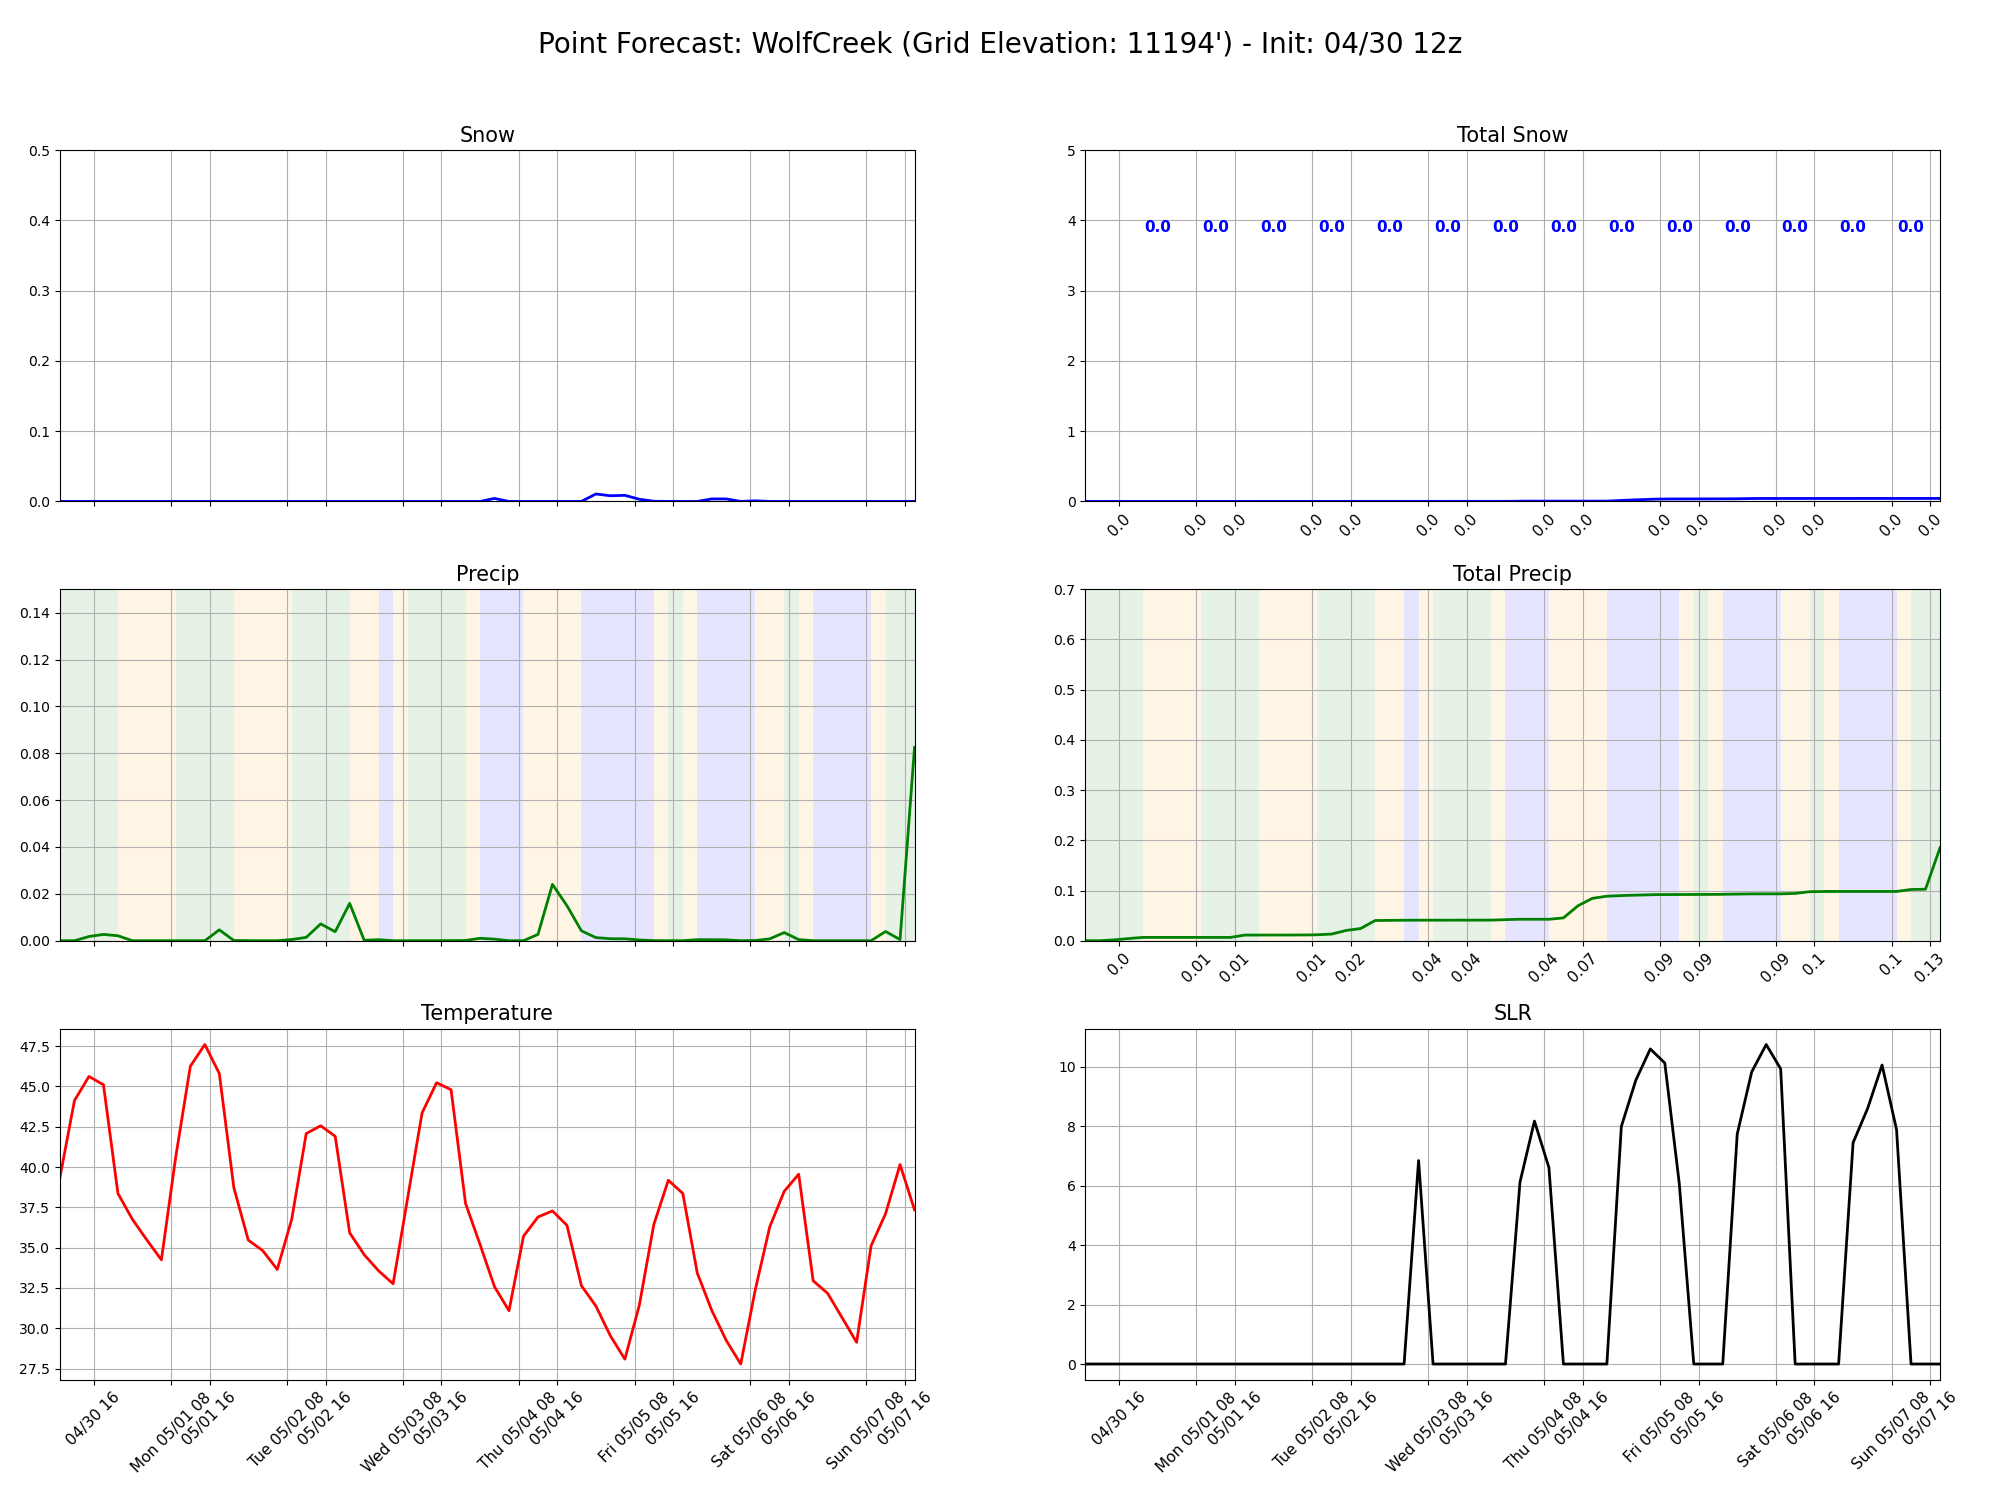 Point Forecast: WolfCreek (Grid Elevation: 11194') - Init: 04/30 12z
Snow
0.5
0.4
0.3
0.2
0.1
0.0
Total Snow
5
4
3
2
1
0
0.0 0.0 0.0 0.0 0.0 0.0 0.0 0.0 0.0 0.0 0.0 0.0 0.0 0.0
0.0 0.0 0.0 0.0 0.0 0.0 0.0 0.0 0.0 0.0 0.0 0.0 0.0 0.0 0.0
Precip
0.14
0.12
0.10
0.08
0.06
0.04
0.02
0.00
Total Precip
0.7
0.6
0.5
0.4
0.3
0.2
0.1
0.0
0.0 0.01 0.01 0.01 0.02 0.04 0.04 0.04 0.07 0.09 0.09 0.09 0.1 0.1 0.13
Temperature
47.5
45.0
42.5
40.0
37.5
35.0
32.5
30.0
27.5
04/30 16
Mon 05/01 08
05/01 16
Tue 05/02 08
05/02 16
Wed 05/03 08
05/03 16
Thu 05/04 08
05/04 16
Fri 05/05 08
05/05 16
Sat 05/06 08
05/06 16
Sun 05/07 08
05/07 16
SLR
10
8
6
4
2
0
04/30 16
Mon 05/01 08
05/01 16
Tue 05/02 08
05/02 16
Wed 05/03 08
05/03 16
Thu 05/04 08
05/04 16
Fri 05/05 08
05/05 16
Sat 05/06 08
05/06 16
Sun 05/07 08
05/07 16